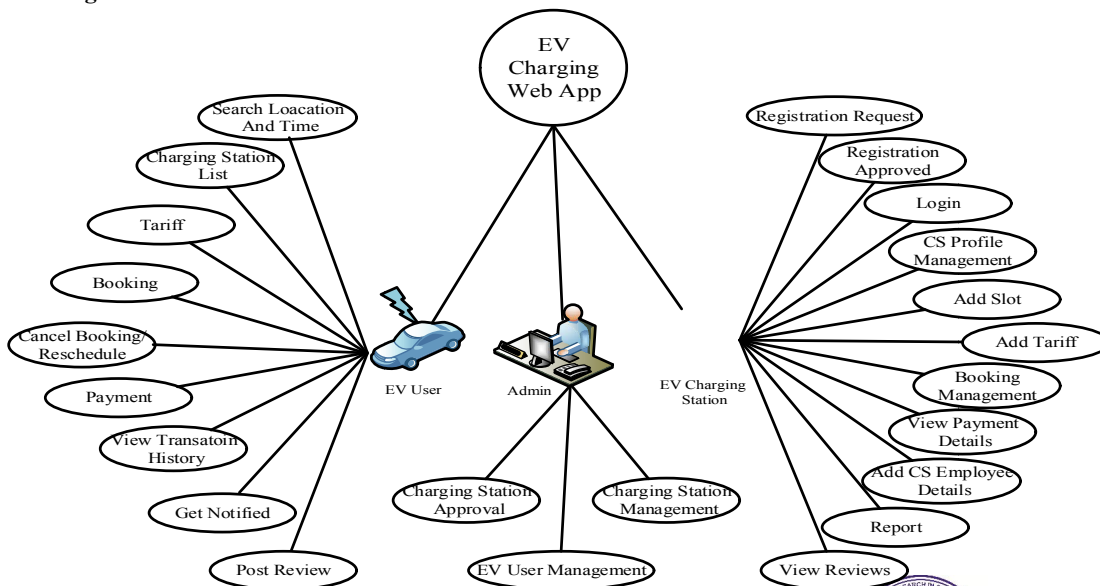 EV
Charging
Web App
Search Loacation
And Time
Charging Station
List
Tariff
Booking
Cancel Booking/
Reschedule
Payment
View Transatoin
History
Get Notified
Post Review
EV User
Admin
EV Charging
Station
Charging Station
Approval
EV User Management
Charging Station
Management
Registration Request
Registration
Approved
Login
CS Profile
Management
Add Slot
Add Tariff
Booking
Management
View Payment
Details
Add CS Employee
Details
Report
View Reviews